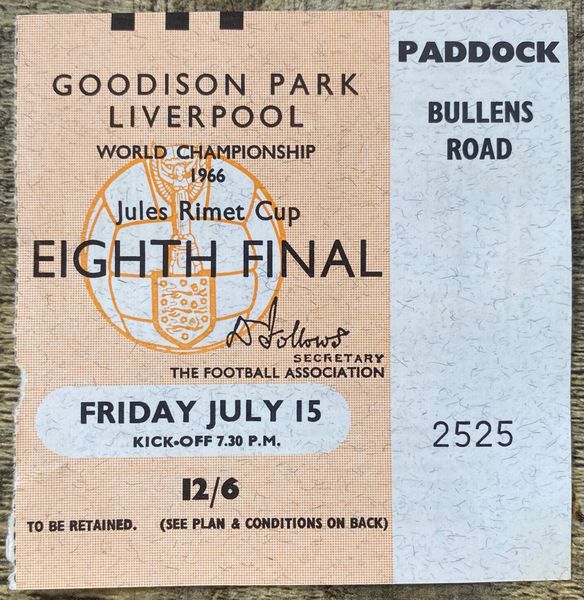 GOODISON PARK
LIVERPOOL
WORLD CHAMPIONSHIP
1966
Jules Rimet Cup
EIGHTH FINAL
D Follows
SECRETARY
THE FOOTBALL ASSOCIATION
FRIDAY JULY 15
KICK-OFF 7.30 P.M.
12/6
TO BE RETAINED. (SEE PLAN & CONDITIONS ON BACK)
PADDOCK
BULLENS
ROAD
2525